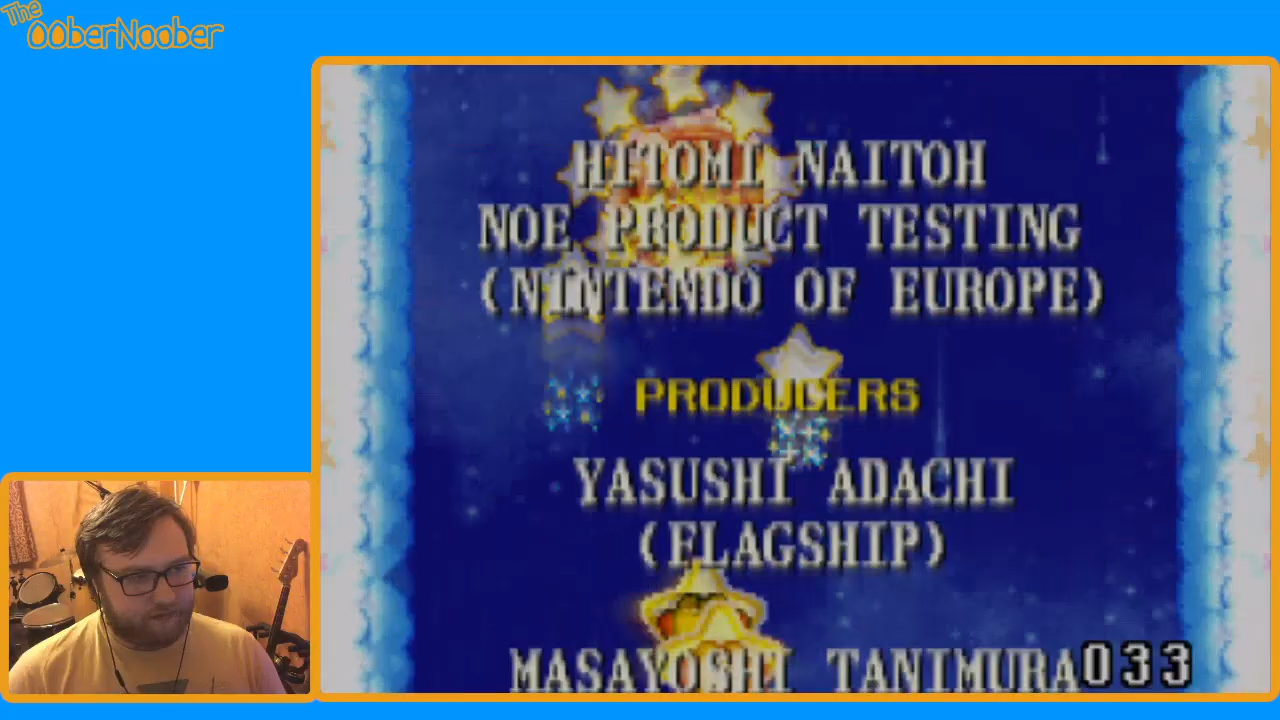 The
OOberNoober
HITOMI NAITOH
NOE PRODUCT TESTING
(NINTENDO OF EUROPE)
PRODUCERS
YASUSHI ADACHI
(FLAGSHIP)
MASAYOSHI TANIMURA
033